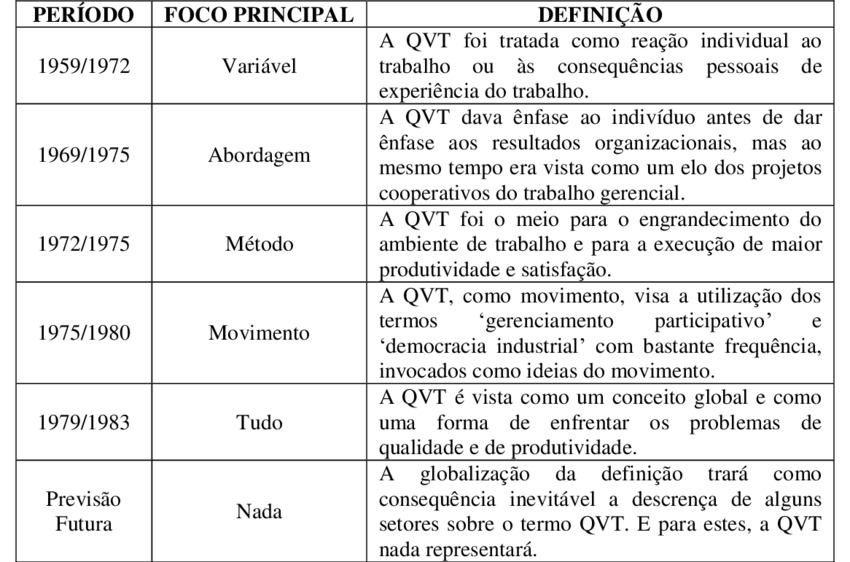 PERÍODO FOCO PRINCIPAL DEFINIÇÃO
1959/1972 Variável A QVT foi tratada como reação individual ao
trabalho ou às consequências pessoais de
experiência do trabalho.
1969/1975 Abordagem A QVT dava ênfase ao indivíduo antes de dar
ênfase aos resultados organizacionais, mas ao
mesmo tempo era vista como um elo dos projetos
cooperativos do trabalho gerencial.
1972/1975 Método A QVT foi o meio para o engrandecimento do
ambiente de trabalho e para a execução de maior
produtividade e satisfação.
1975/1980 Movimento A QVT, como movimento, visa a utilização dos
termos ‘gerenciamento participativo’ e
‘democracia industrial’ com bastante frequência,
invocados como ideias do movimento.
1979/1983 Tudo A QVT é vista como um conceito global e como
uma forma de enfrentar os problemas de
qualidade e de produtividade.
Previsão Futura Nada A globalização da definição trará como
consequência inevitável a descrença de alguns
setores sobre o termo QVT. E para estes, a QVT
nada representará.